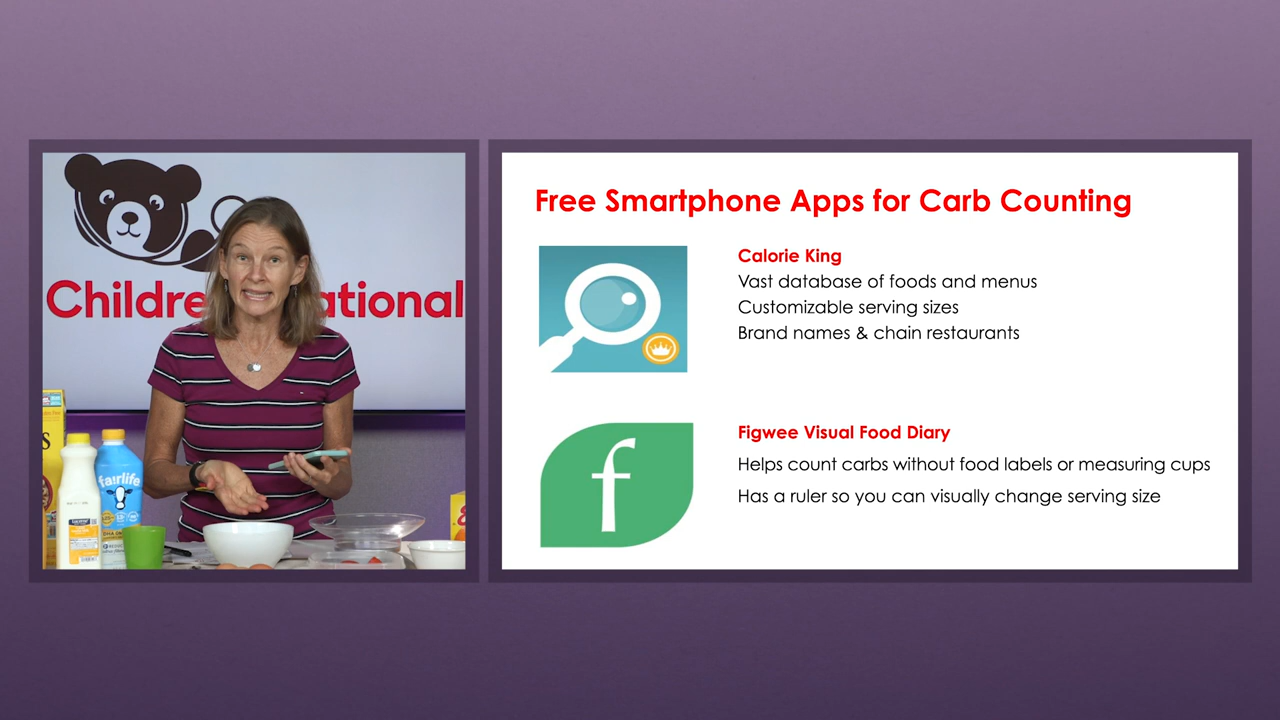 Children's National
fairlife
Free Smartphone Apps for Carb Counting
Calorie King
Vast database of foods and menus
Customizable serving sizes
Brand names & chain restaurants
f
Figwee Visual Food Diary
Helps count carbs without food labels or measuring cups
Has a ruler so you can visually change serving size